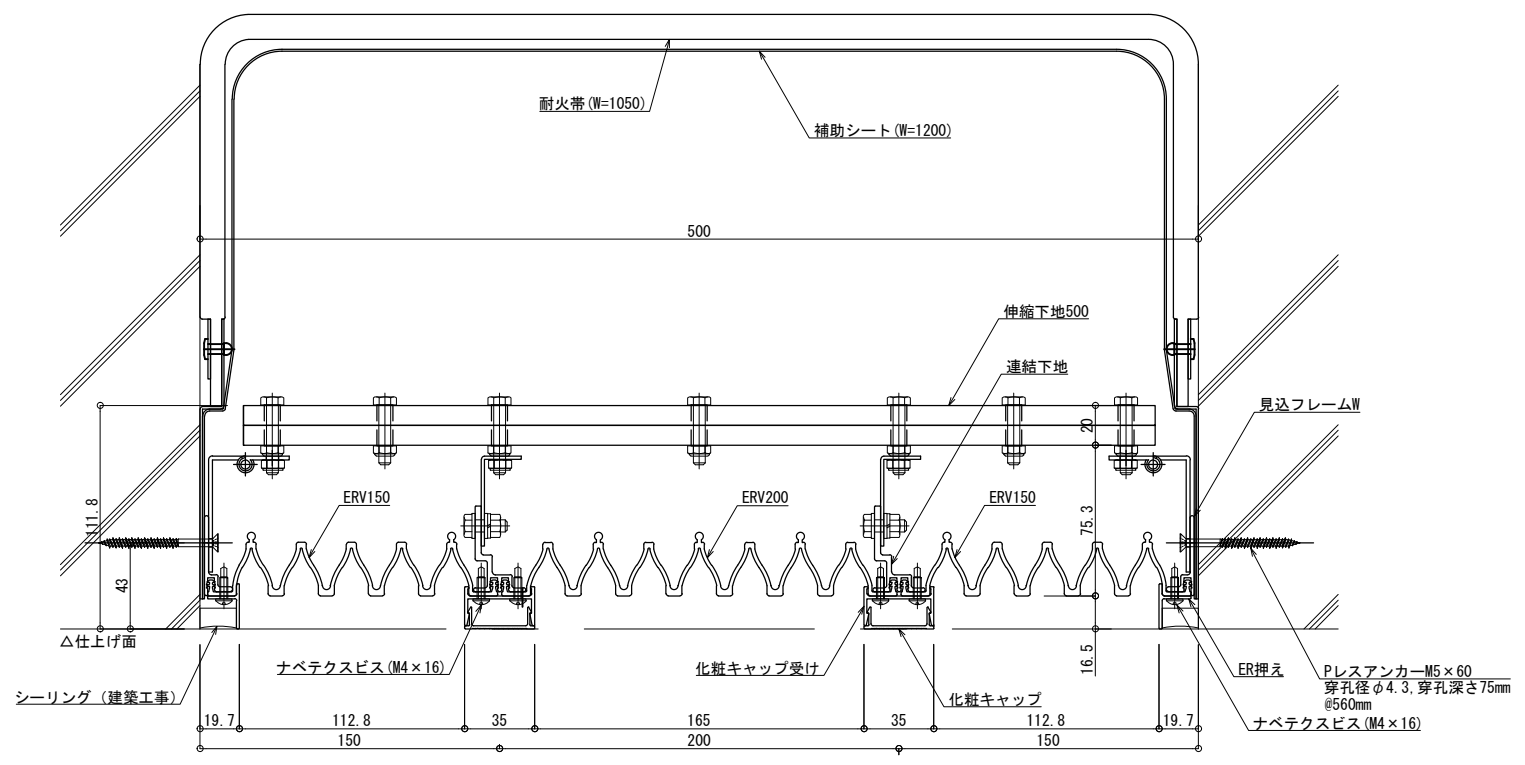 耐火帯(W=1050)
補助シート(W=1200)
500
伸縮下地500
連結下地
見込フレームW
20
111.8
ERV150
ERV200
ERV150
75.3
43
△仕上げ面
16.5
ナベテクスビス(M4×16)
化粧キャップ受け
ER押え
Pレスアンカー M5×60
穿孔径φ4.3,穿孔深さ75mm
@560mm
シーリング（建築工事）
化粧キャップ
ナベテクスビス(M4×16)
19.7
112.8
35
165
35
112.8
19.7
150
200
150